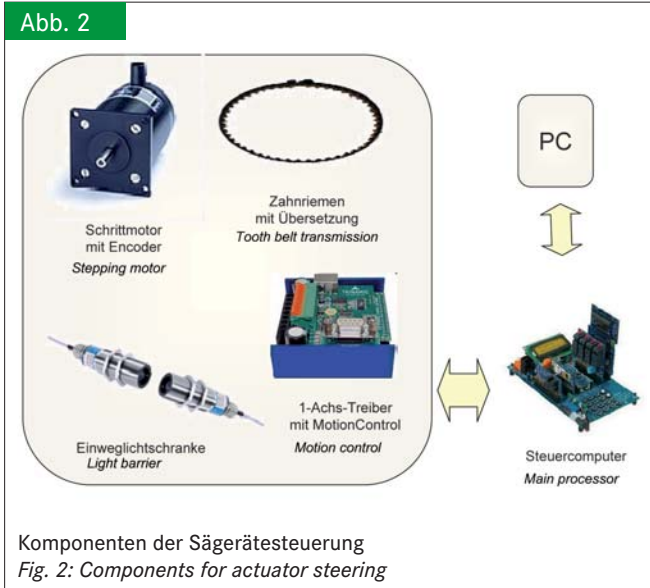 Abb. 2
Schrittmotor
mit Encoder
Stepping motor
Zahnriemen
mit Übersetzung
Tooth belt transmission
PC
Einweglichtschranke
Light barrier
1-Achs-Treiber
mit MotionControl
Motion control
Steuercomputer
Main processor
Komponenten der Sägerätesteuerung
Fig. 2: Components for actuator steering